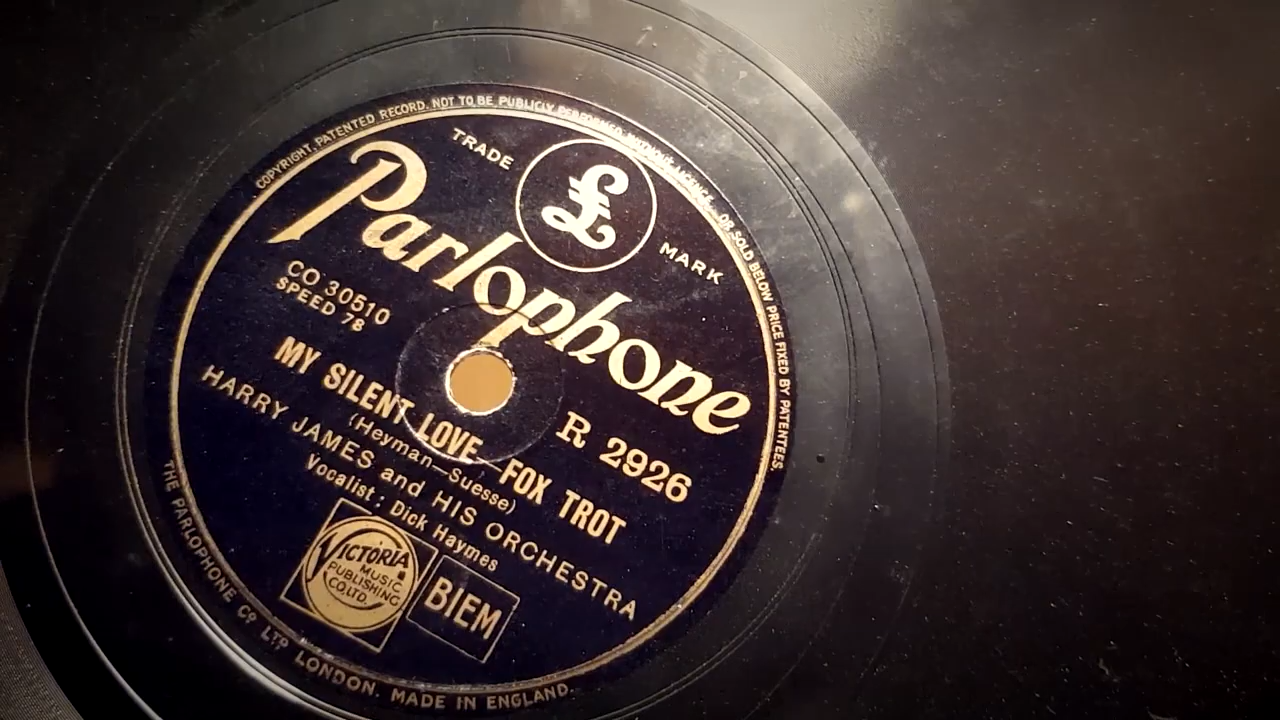 COPYRIGHT, PATENTED RECORD. NOT TO BE PUBLICLY PERFORMED WITHOUT LICENCE. OR SOLD BELOW PRICE FIXED BY PATENTEES.
TRADE £ MARK
Parlophone
CO 30510
SPEED 78
R 2926
MY SILENT LOVE—FOX TROT
(Heyman—Suesse)
HARRY JAMES and HIS ORCHESTRA
Vocalist : Dick Haymes
VICTORIA
MUSIC
PUBLISHING
CO. LTD.
BIEM
THE PARLOPHONE CO LTD LONDON. MADE IN ENGLAND.